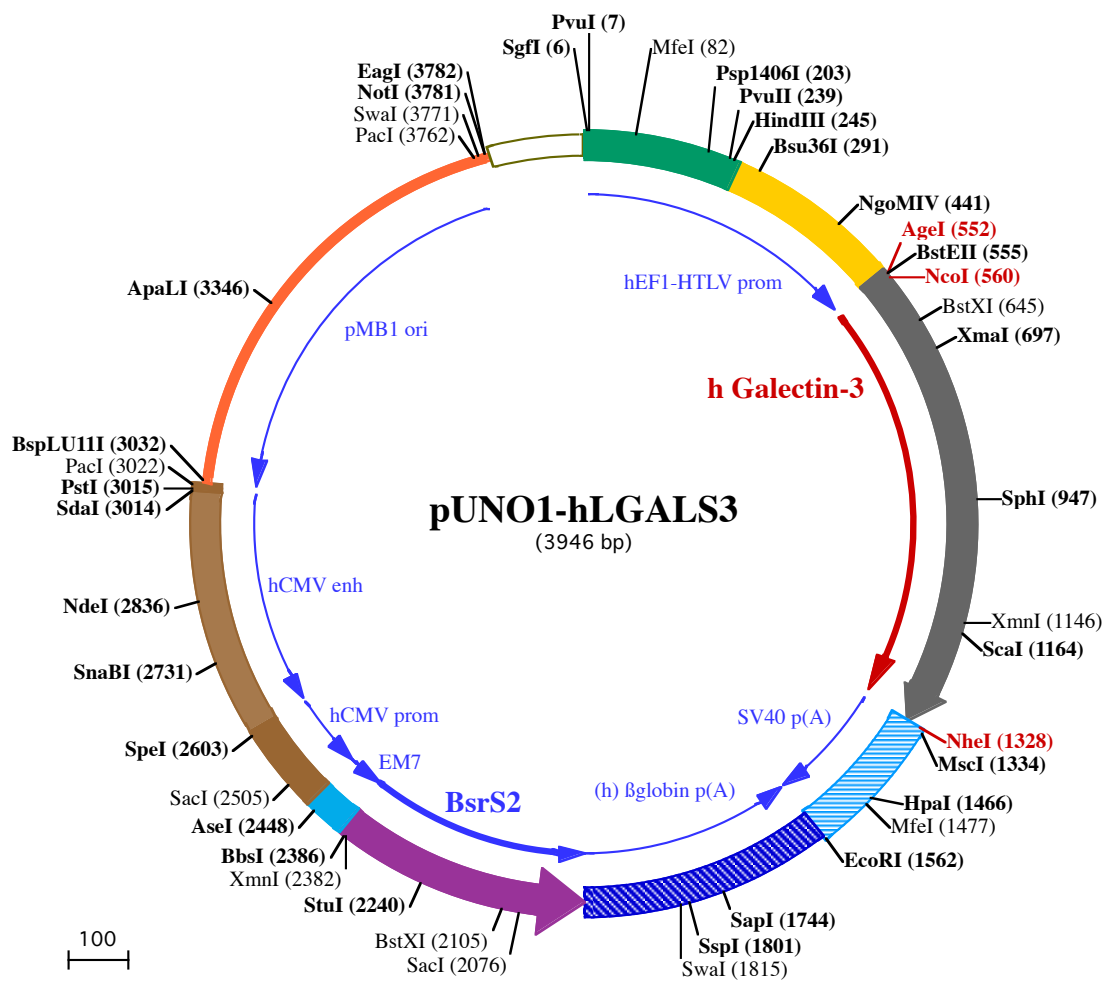 PvuI (7)
SgfI (6)
MfeI (82)
EagI (3782)
Psp1406I (203)
NotI (3781)
PvuII (239)
SwaI (3771)
HindIII (245)
PacI (3762)
Bsu36I (291)
NgoMIV (441)
AgeI (552)
BstEII (555)
NcoI (560)
hEF1-HTLV prom
ApaLI (3346)
BstXI (645)
pMB1 ori
XmaI (697)
h Galectin-3
BspLU11I (3032)
PacI (3022)
PstI (3015)
SdaI (3014)
SphI (947)
pUNO1-hLGALS3
(3946 bp)
hCMV enh
NdeI (2836)
XmnI (1146)
ScaI (1164)
SnaBI (2731)
hCMV prom
SV40 p(A)
NheI (1328)
SpeI (2603)
MscI (1334)
EM7
(h) ßglobin p(A)
SacI (2505)
BsrS2
HpaI (1466)
AseI (2448)
MfeI (1477)
BbsI (2386)
EcoRI (1562)
XmnI (2382)
StuI (2240)
SapI (1744)
BstXI (2105)
SspI (1801)
SacI (2076)
SwaI (1815)
100